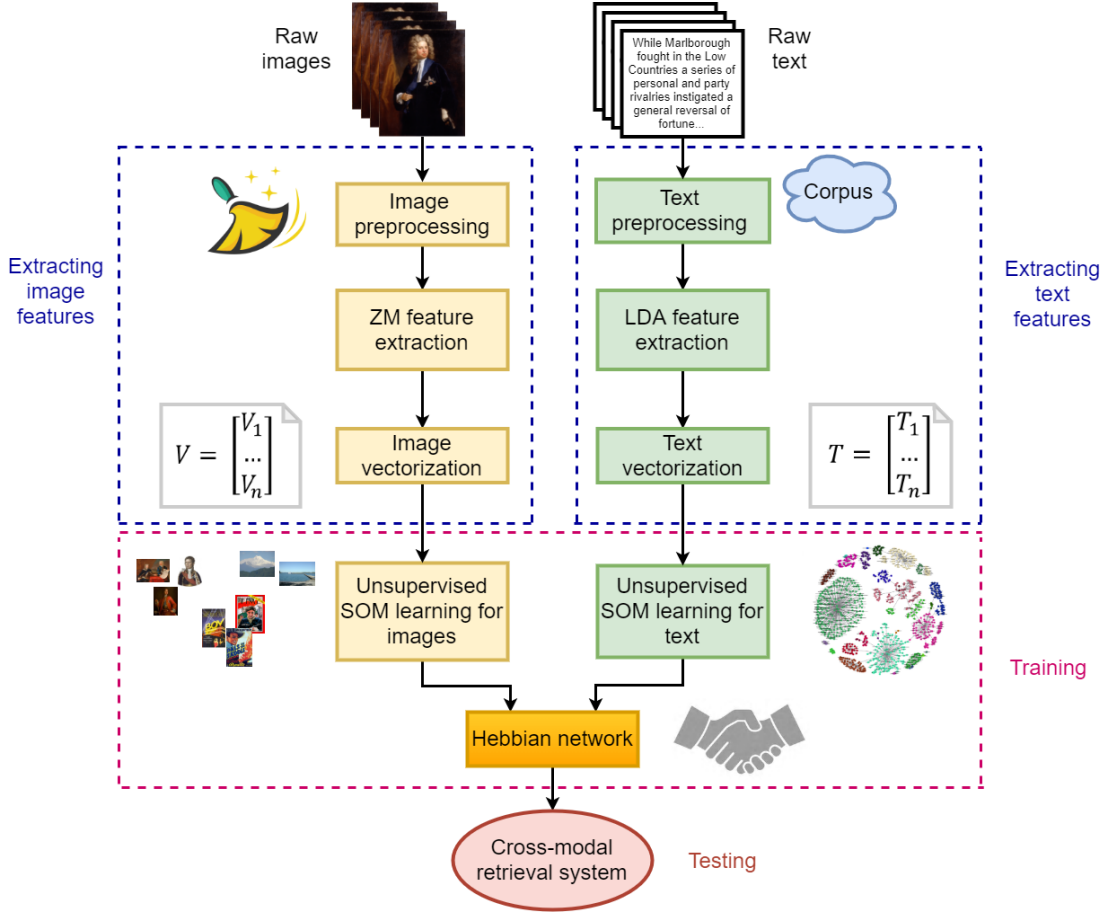 Raw
images
Raw
text
While Marlborough
fought in the Low
Countries a series of
personal and party
rivalries instigated a
general reversal of
fortune...
Image
preprocessing
Text
preprocessing
Corpus
Extracting
image
features
ZM feature
extraction
LDA feature
extraction
Extracting
text
features
V = [V₁ ... Vₙ]
Image
vectorization
Text
vectorization
T = [T₁ ... Tₙ]
Unsupervised
SOM learning for
images
Unsupervised
SOM learning for
text
Training
Hebbian network
Cross-modal
retrieval system
Testing